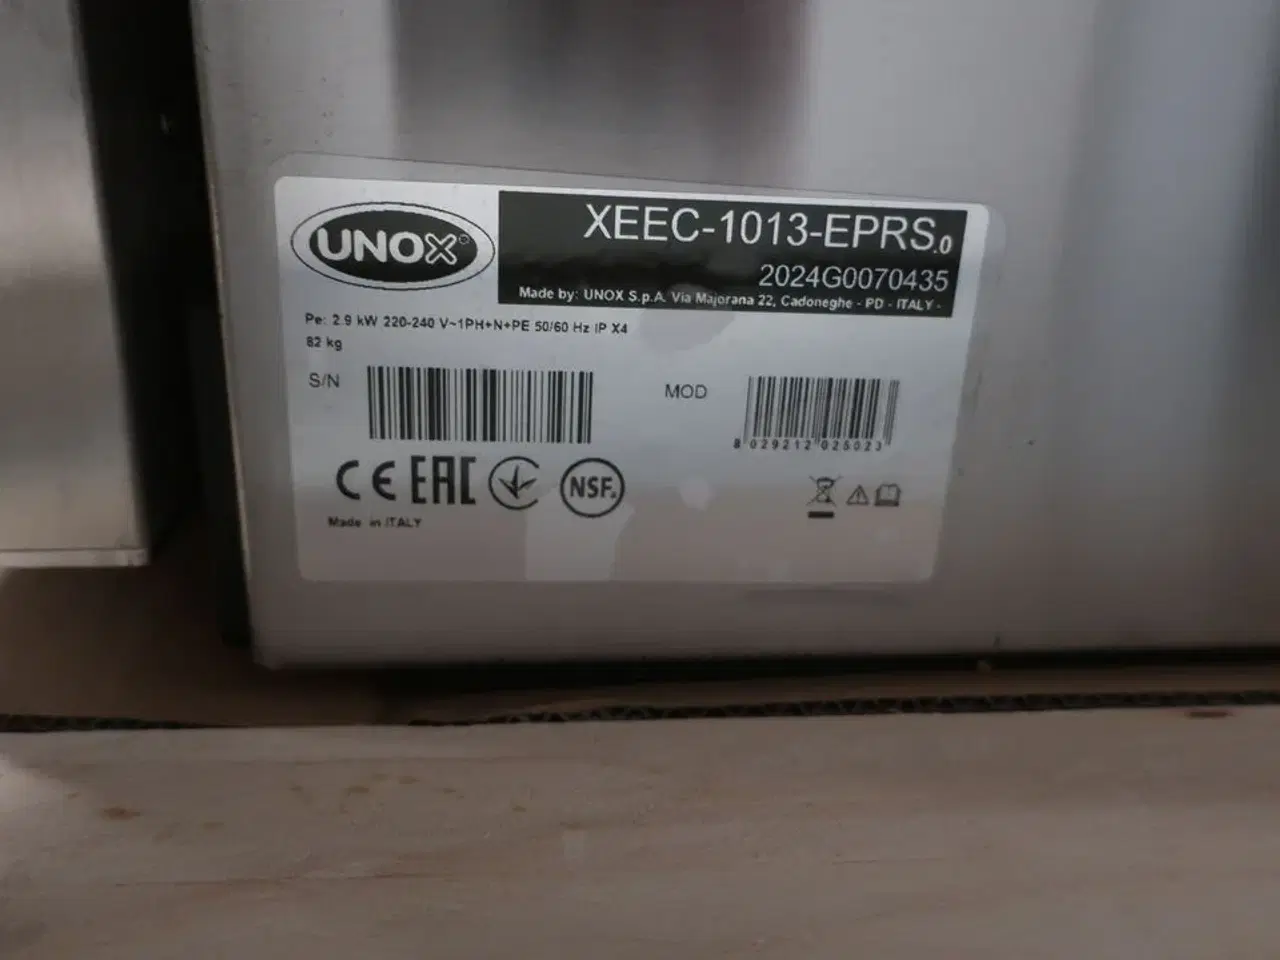 UNOX
XEEC-1013-EPRS.0
2024G0070435
Made by: UNOX S.p.A. Via Majorana 22, Cadoneghe - PD - ITALY -
Pe: 2.9 kW 220-240 V~1PH+N+PE 50/60 Hz IP X4
82 kg
S/N
MOD
8 029212 025023
CE EAC NSF.
Made in ITALY